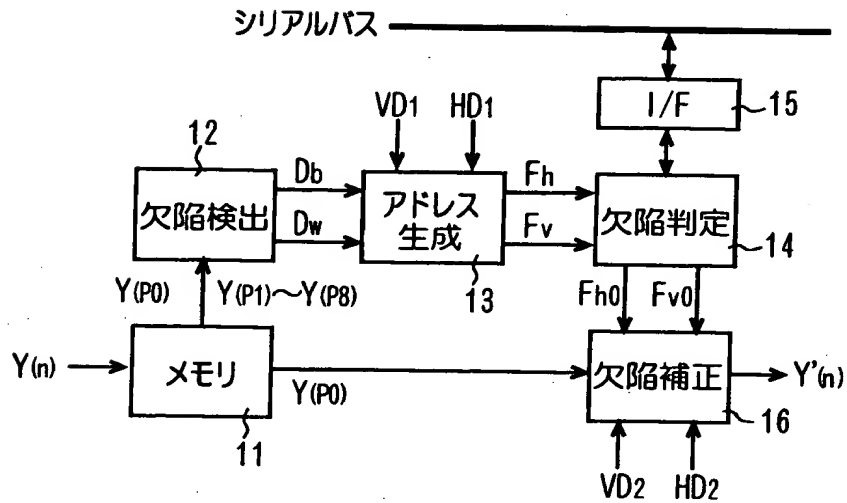 シリアルバス
I/F
15
VD1
HD1
12
欠陥検出
Db
Dw
アドレス
生成
13
Fh
Fv
欠陥判定
14
Y(P0)
Y(P1)〜Y(P8)
Fh0
Fv0
Y(n)
メモリ
11
Y(P0)
欠陥補正
16
Y'(n)
VD2
HD2